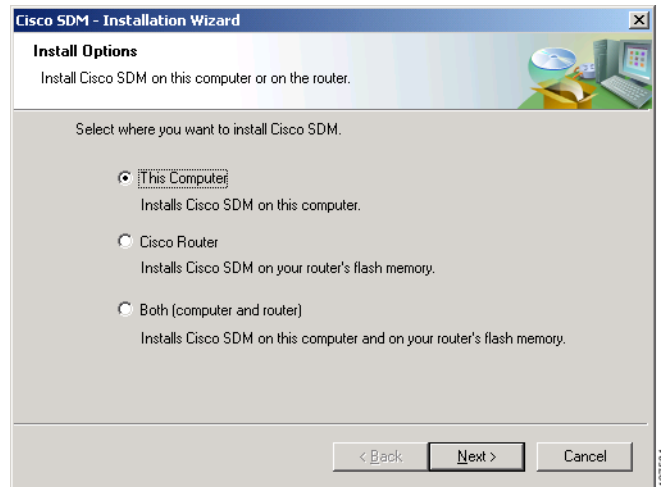 Cisco SDM - Installation Wizard
Install Options
Install Cisco SDM on this computer or on the router.
Select where you want to install Cisco SDM.
This Computer
Installs Cisco SDM on this computer.
Cisco Router
Installs Cisco SDM on your router's flash memory.
Both (computer and router)
Installs Cisco SDM on this computer and on your router's flash memory.
< Back
Next >
Cancel